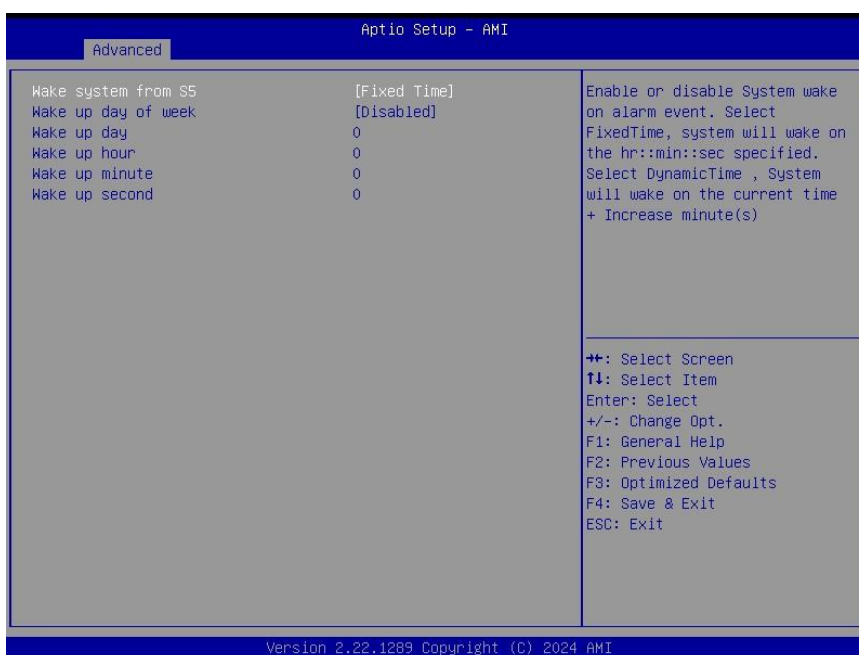 Aptio Setup – AMI
Advanced
Wake system from S5 [Fixed Time]
Wake up day of week [Disabled]
Wake up day 0
Wake up hour 0
Wake up minute 0
Wake up second 0
Enable or disable System wake
on alarm event. Select
FixedTime, system will wake on
the hr::min::sec specified.
Select DynamicTime , System
will wake on the current time
+ Increase minute(s)
→←: Select Screen
↑↓: Select Item
Enter: Select
+/-: Change Opt.
F1: General Help
F2: Previous Values
F3: Optimized Defaults
F4: Save & Exit
ESC: Exit
Version 2.22.1289 Copyright (C) 2024 AMI